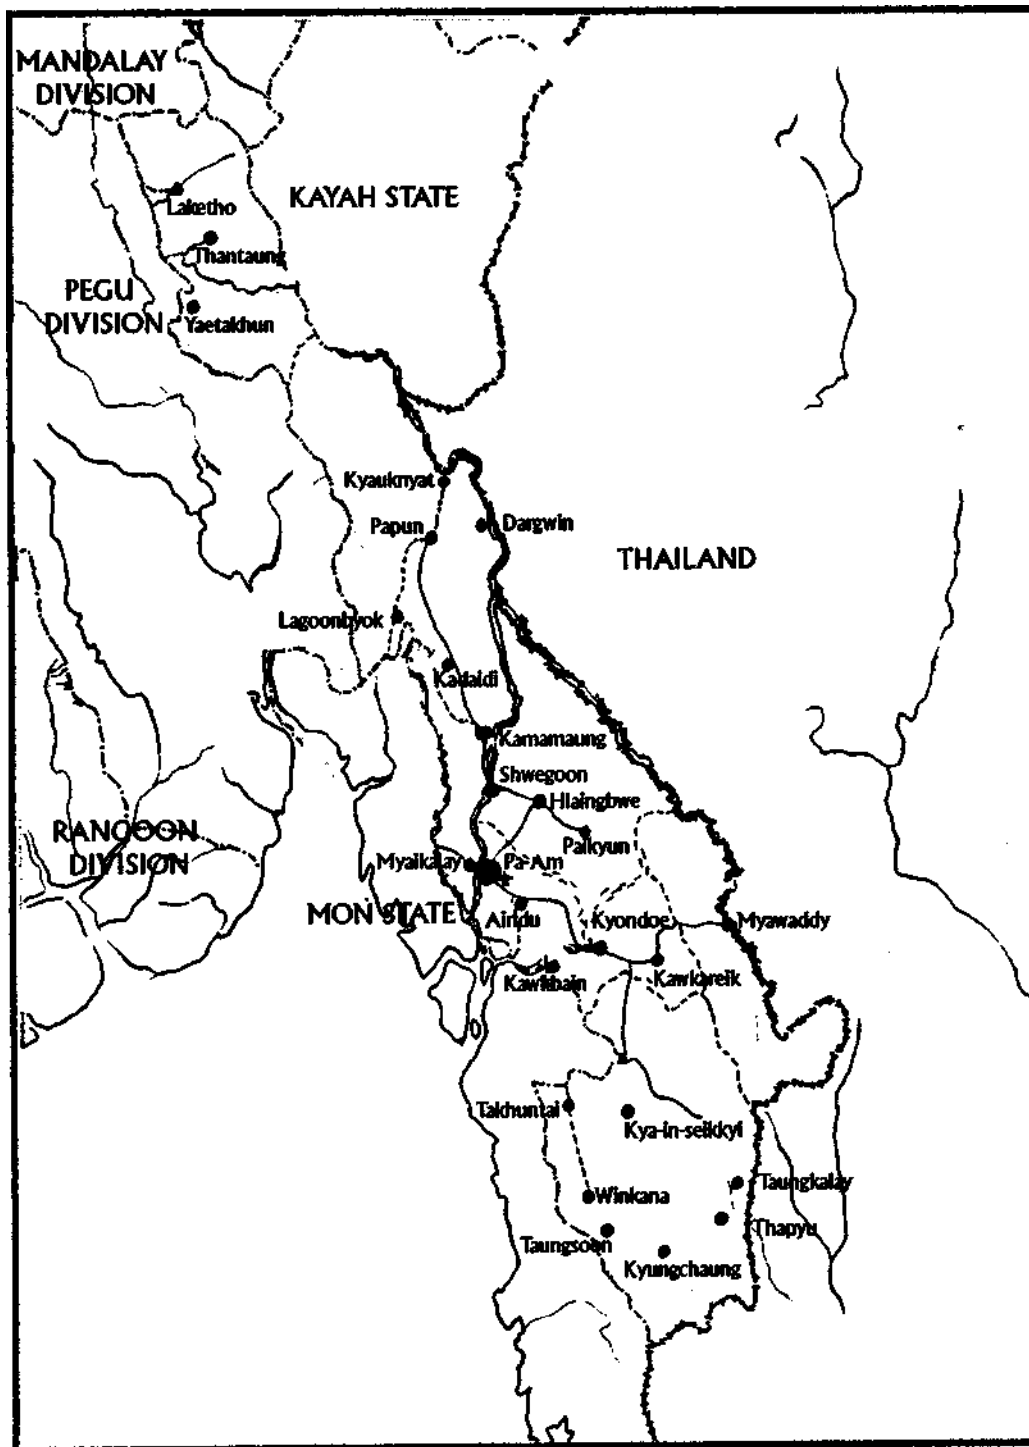 MANDALAY
DIVISION
KAYAH STATE
Laketho
Thantaung
PEGU
DIVISION
Yaetakhun
Kyauknyat
Papun
Dargwin
THAILAND
Lagoonbyok
Kadaidi
Kamamaung
Shwegoon
Hlaingbwe
RANGOON
DIVISION
Paikyun
Myaikalay
Pa-Am
MON STATE
Aindu
Kyondoe
Myawaddy
Kawkbain
Kawkareik
Takhuntai
Kya-in-seikkyi
Taungkalay
Winkana
Thapyu
Taungsoon
Kyungchaung